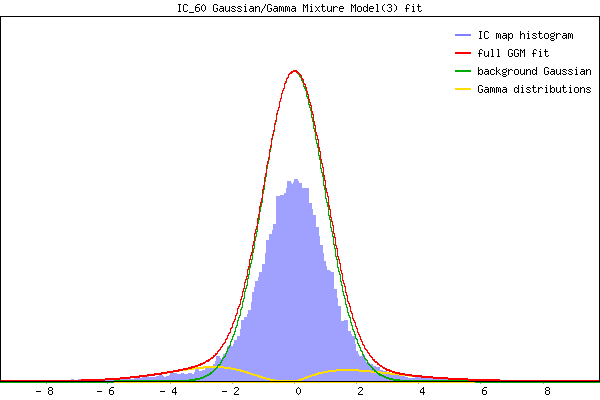 IC_60 Gaussian/Gamma Mixture Model(3) fit
IC map histogram
full GGM fit
background Gaussian
Gamma distributions
-8 -6 -4 -2 0 2 4 6 8